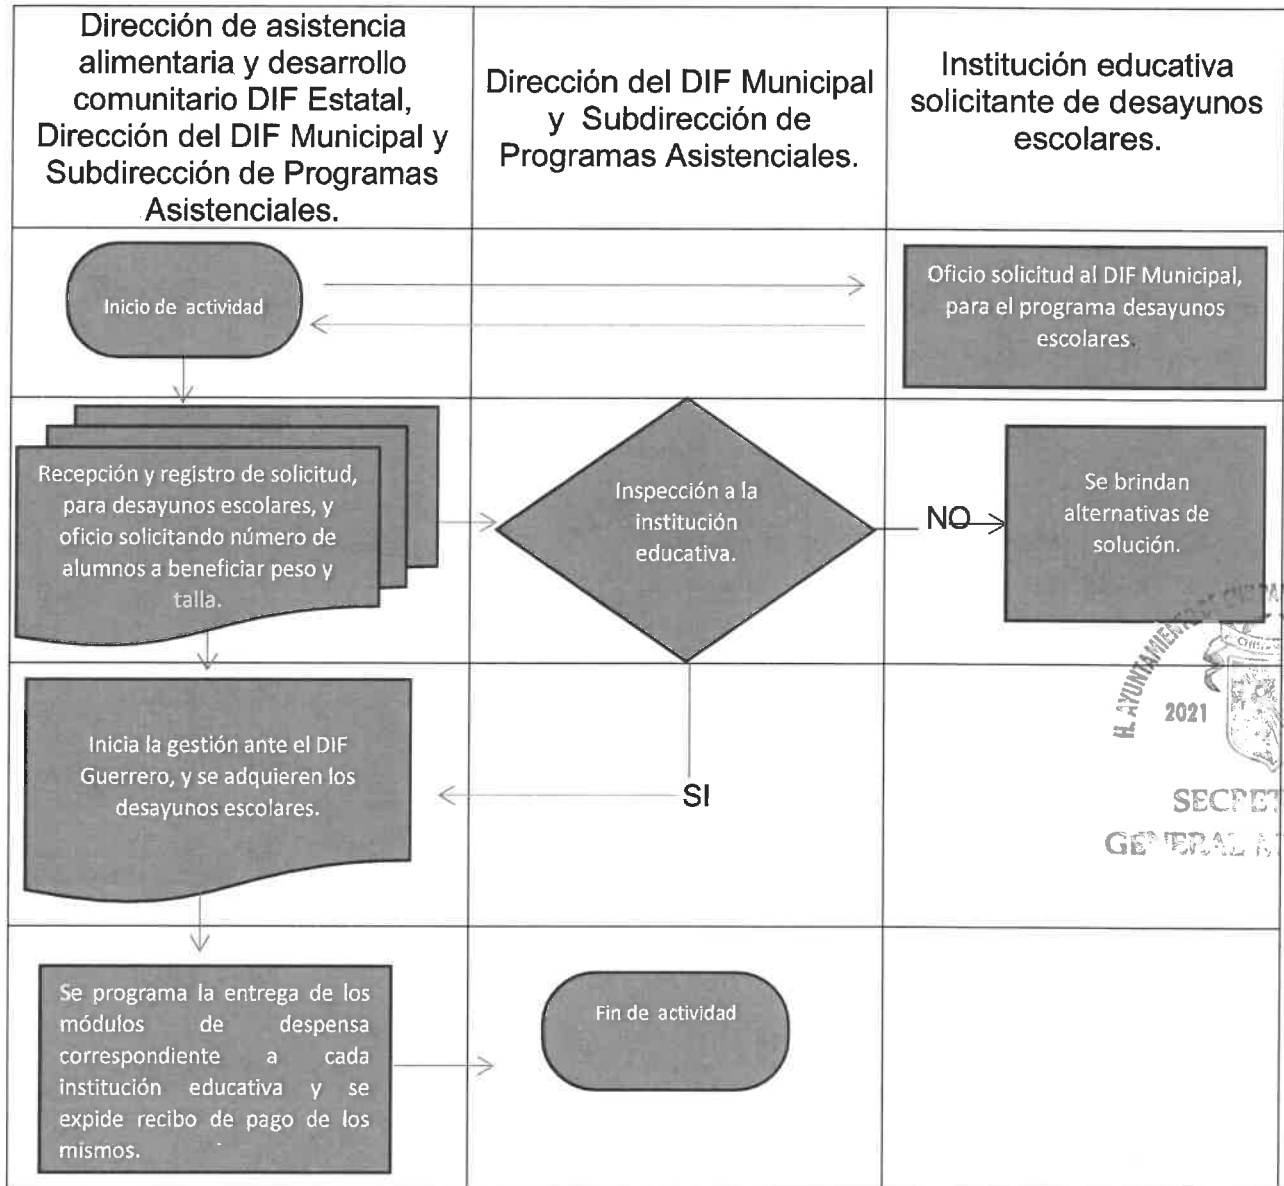 Dirección de asistencia
alimentaria y desarrollo
comunitario DIF Estatal,
Dirección del DIF Municipal y
Subdirección de Programas
Asistenciales.
Dirección del DIF Municipal
y Subdirección de
Programas Asistenciales.
Institución educativa
solicitante de desayunos
escolares.
Inicio de actividad
Oficio solicitud al DIF Municipal,
para el programa desayunos
escolares.
Recepción y registro de solicitud,
para desayunos escolares, y
oficio solicitando número de
alumnos a beneficiar peso y
talla.
Inspección a la
institución
educativa.
NO
Se brindan
alternativas de
solución.
H. AYUNTAMIENTO DE
2021
Inicia la gestión ante el DIF
Guerrero, y se adquieren los
desayunos escolares.
SI
GENERAL
Se programa la entrega de los
módulos de despensa
correspondiente a cada
institución educativa y se
expide recibo de pago de los
mismos.
Fin de actividad